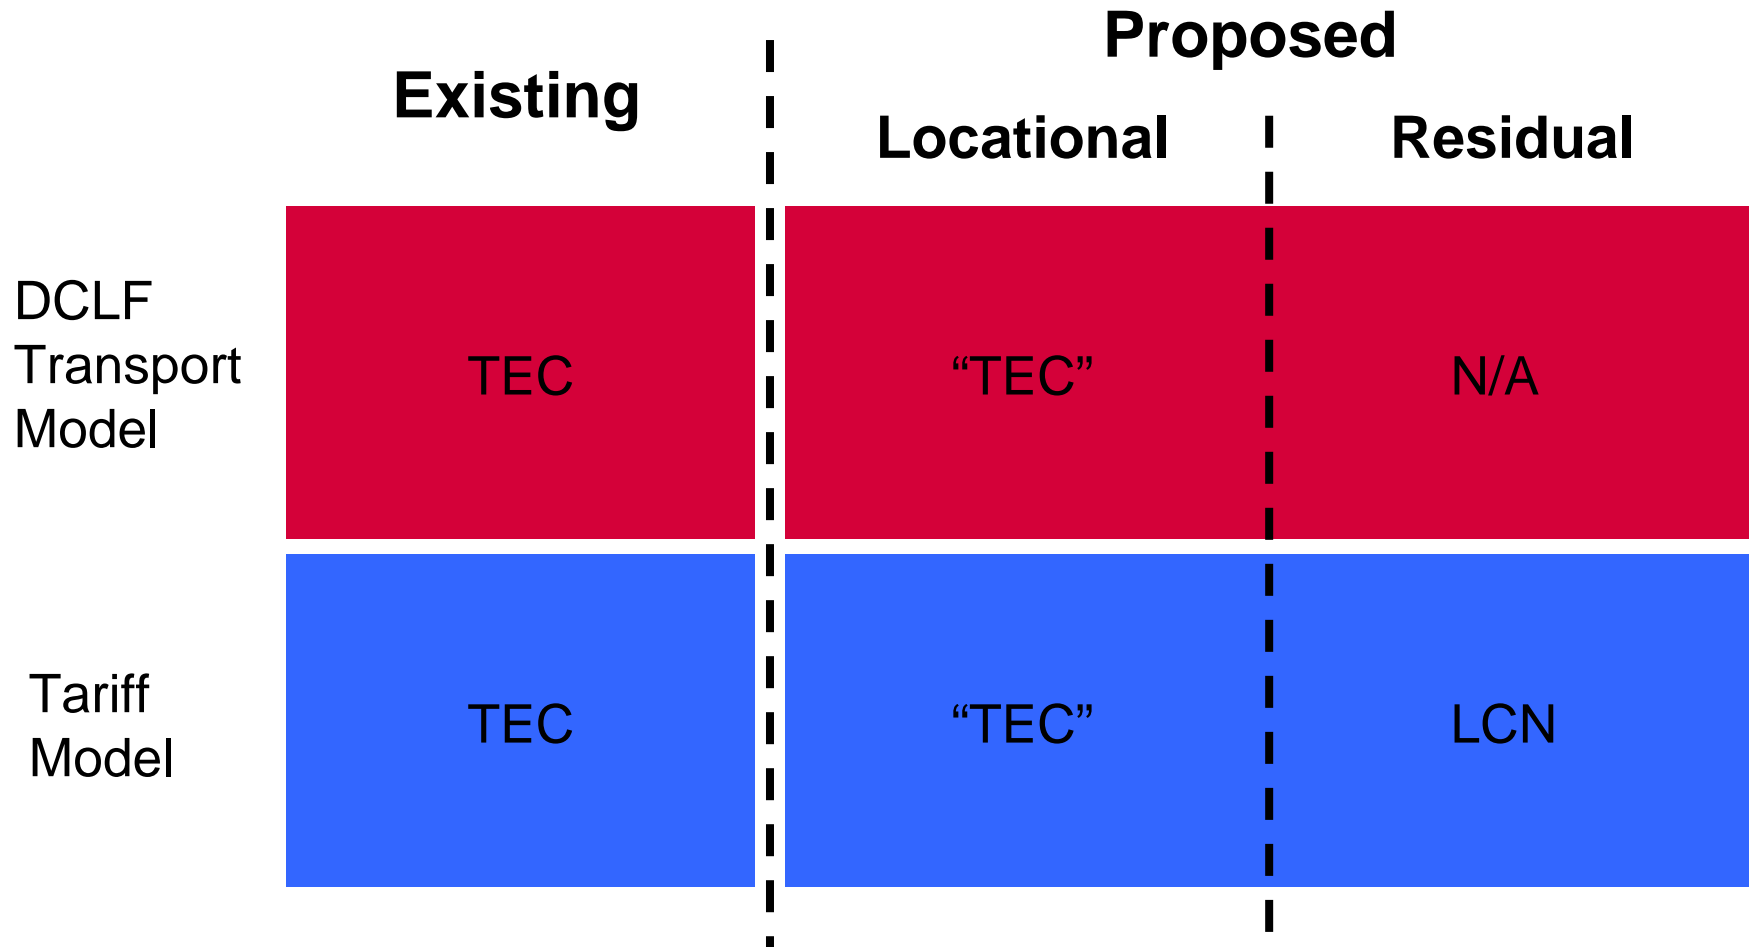 Proposed
Existing
Locational
Residual
DCLF
Transport
Model
TEC
“TEC”
N/A
Tariff
Model
TEC
“TEC”
LCN